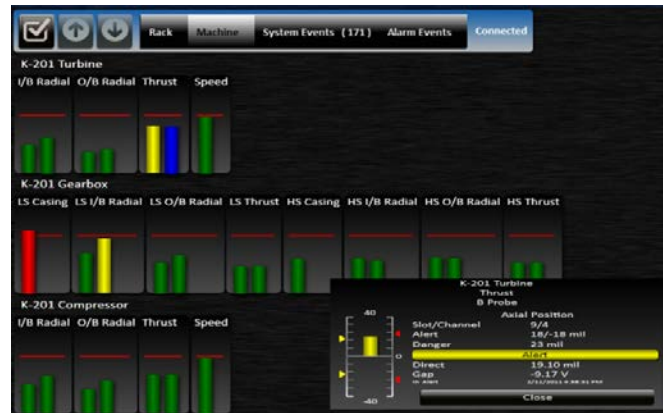 Rack Machine System Events (171) Alarm Events Connected
K-201 Turbine
I/B Radial O/B Radial Thrust Speed
K-201 Gearbox
LS Casing LS I/B Radial LS O/B Radial LS Thrust HS Casing HS I/B Radial HS O/B Radial HS Thrust
K-201 Compressor
I/B Radial O/B Radial Thrust Speed
K-201 Turbine
Thrust
B Probe
40
0
-40
Axial Position
Slot/Channel 9/4
Alert 18/-18 mil
Danger 23 mil
Alert
Direct 19.10 mil
Gap -9.17 V
In Alert
Close